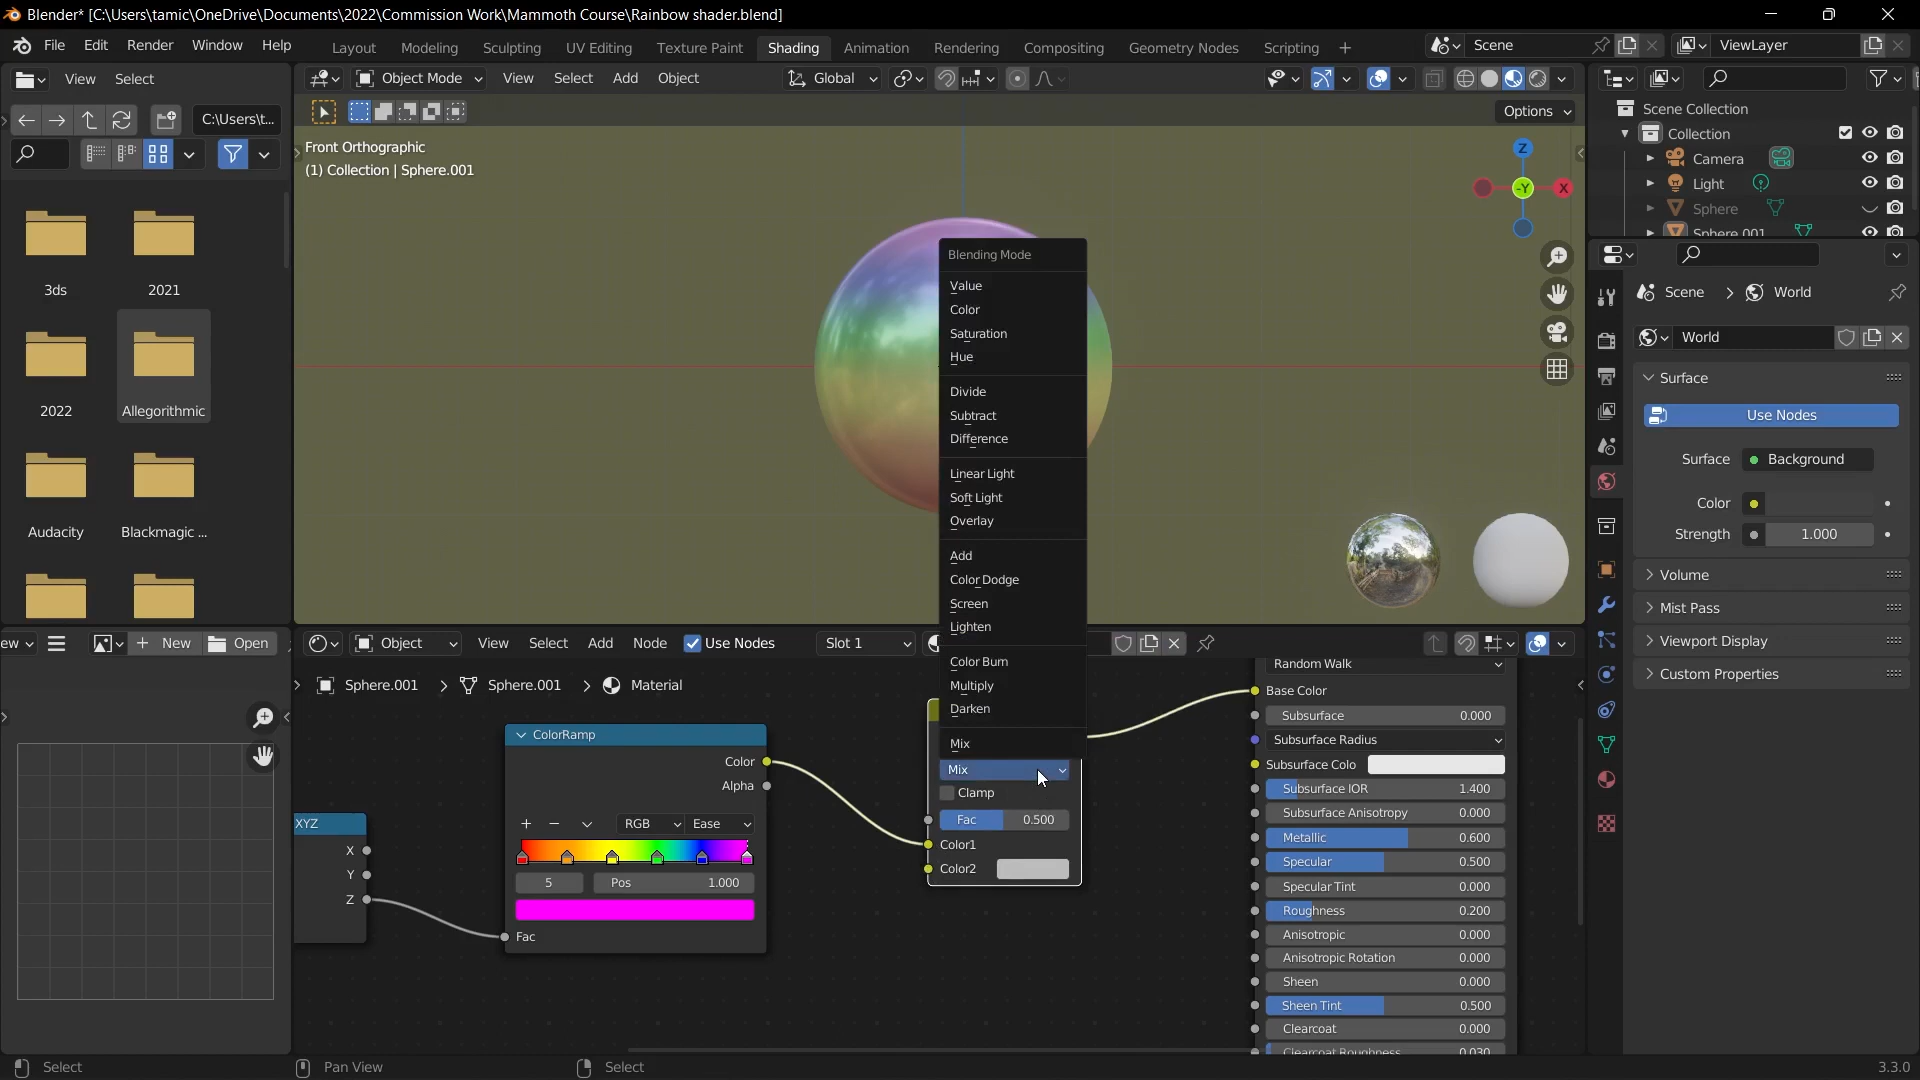 Blender* [C:\Users\tamic\OneDrive\Documents\2022\Commission Work\Mammoth Course\Rainbow shader.blend]
File Edit Render Window Help
Layout Modeling Sculpting UV Editing Texture Paint Shading Animation Rendering Compositing Geometry Nodes Scripting +
Scene
ViewLayer
View Select
Object Mode View Select Add Object
Global
C:\Users\t...
Options
Front Orthographic
(1) Collection | Sphere.001
Z
-Y
X
3ds
2021
2022
Allegorithmic
Audacity
Blackmagic ...
Blending Mode
Value
Color
Saturation
Hue
Divide
Subtract
Difference
Linear Light
Soft Light
Overlay
Add
Color Dodge
Screen
Lighten
Color Burn
Multiply
Darken
Mix
Mix
Clamp
Fac 0.500
Color1
Color2
Scene Collection
Collection
Camera
Light
Sphere
Sphere.001
Scene > World
World
Surface
Use Nodes
Surface Background
Color
Strength 1.000
Volume
Mist Pass
Viewport Display
Custom Properties
ew
New
Open
Object View Select Add Node Use Nodes
Slot 1
Sphere.001 > Sphere.001 > Material
XYZ
X
Y
Z
ColorRamp
Color
Alpha
+ − RGB Ease
5 Pos 1.000
Fac
Random Walk
Base Color
Subsurface 0.000
Subsurface Radius
Subsurface Colo
Subsurface IOR 1.400
Subsurface Anisotropy 0.000
Metallic 0.600
Specular 0.500
Specular Tint 0.000
Roughness 0.200
Anisotropic 0.000
Anisotropic Rotation 0.000
Sheen 0.000
Sheen Tint 0.500
Clearcoat 0.000
Clearcoat Roughness 0.030
Select
Pan View
Select
3.3.0